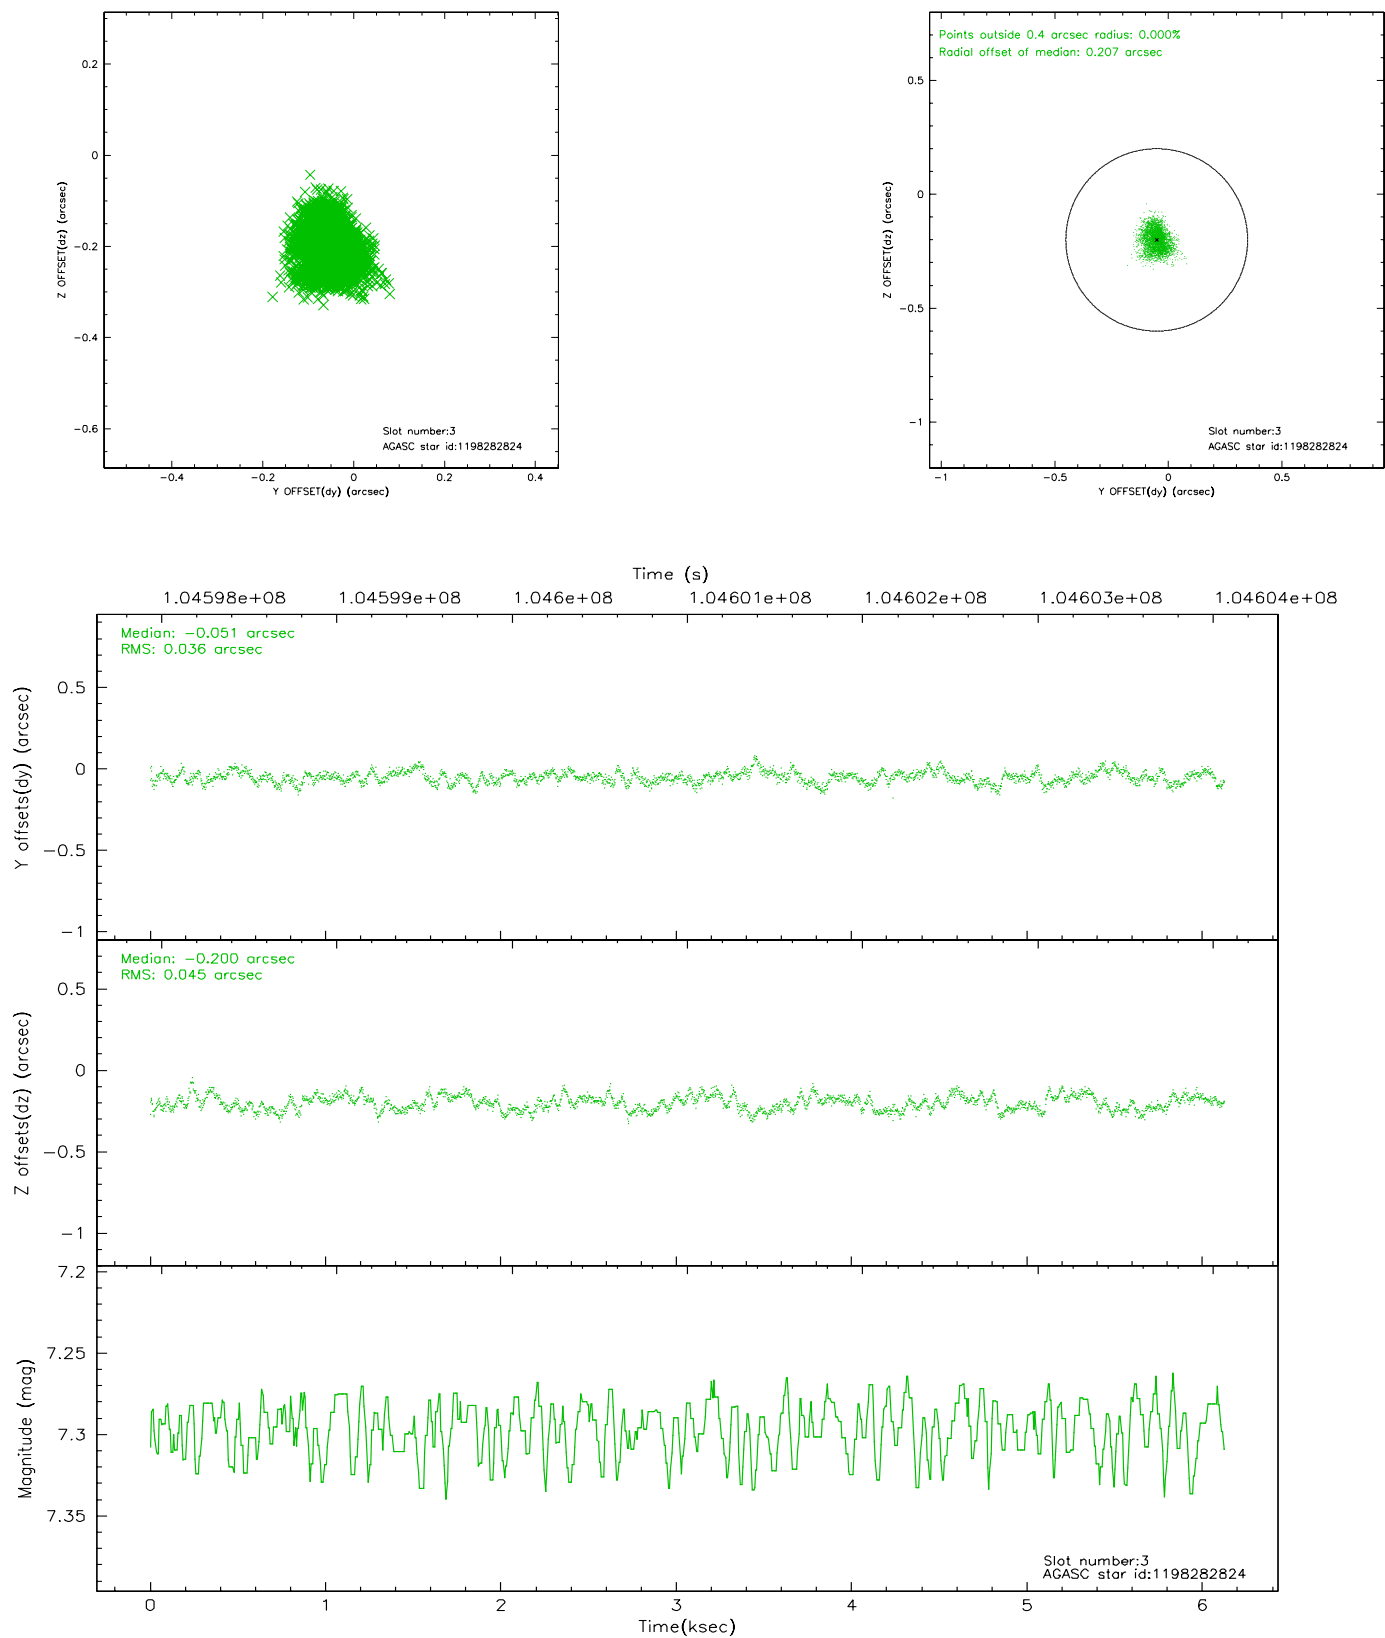 0.2
0
-0.2
-0.4
-0.6
Z OFFSET(dz) (arcsec)
Slot number:3
AGASC star id:1198282824
-0.4 -0.2 0 0.2 0.4
Y OFFSET(dy) (arcsec)
Points outside 0.4 arcsec radius: 0.000%
Radial offset of median: 0.207 arcsec
0.5
0
-0.5
-1
Z OFFSET(dz) (arcsec)
Slot number:3
AGASC star id:1198282824
-1 -0.5 0 0.5
Y OFFSET(dy) (arcsec)
Time (s)
1.04598e+08 1.04599e+08 1.046e+08 1.04601e+08 1.04602e+08 1.04603e+08 1.04604e+08
Median: -0.051 arcsec
RMS: 0.036 arcsec
0.5
0
-0.5
-1
Y offsets(dy) (arcsec)
Median: -0.200 arcsec
RMS: 0.045 arcsec
0.5
0
-0.5
-1
Z offsets(dz) (arcsec)
7.2
7.25
7.3
7.35
Magnitude (mag)
Slot number:3
AGASC star id:1198282824
0 1 2 3 4 5 6
Time(ksec)